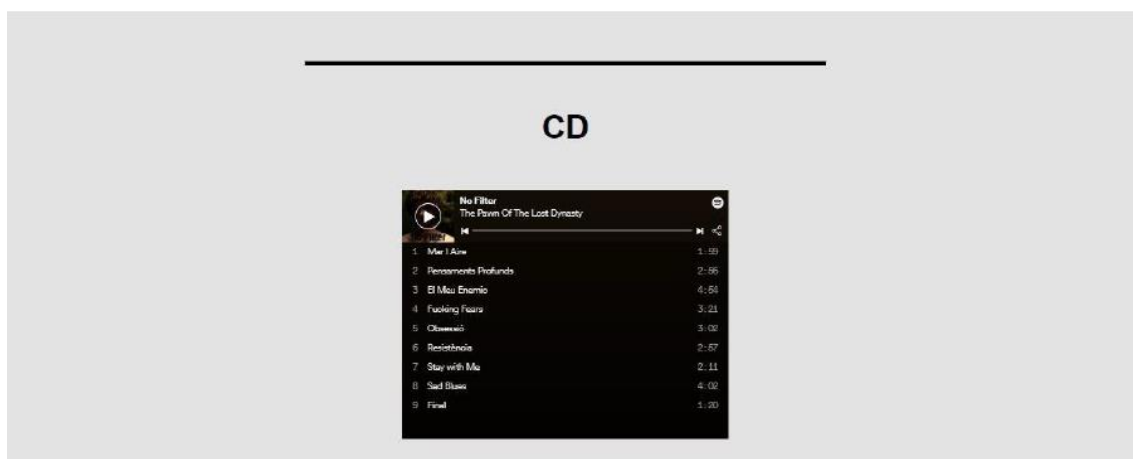 CD
No Filter
The Pawn Of The Lost Dynasty
1 Mar I Aire 1:59
2 Pensaments Profunds 2:56
3 El Meu Enemic 4:54
4 Fucking Fears 3:21
5 Obsessió 3:02
6 Resistència 2:57
7 Stay with Me 2:11
8 Sad Blues 4:02
9 Final 1:20